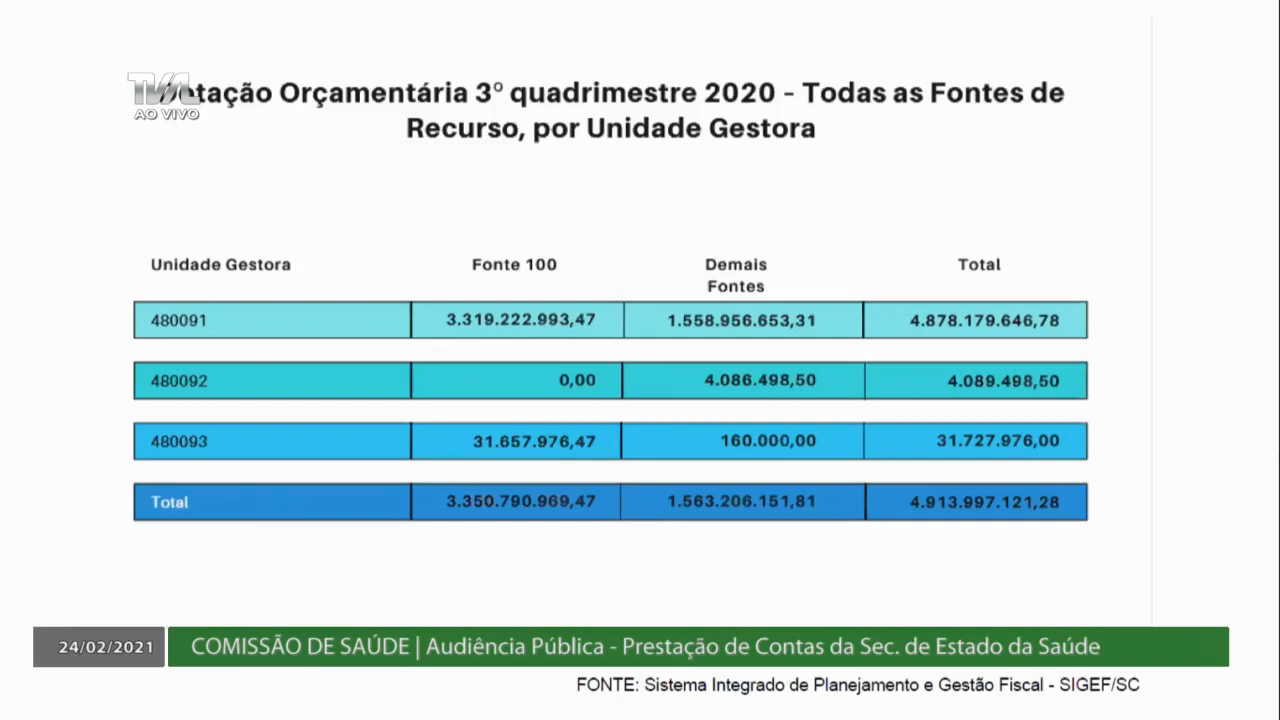 TVAL
AO VIVO
tação Orçamentária 3º quadrimestre 2020 - Todas as Fontes de
Recurso, por Unidade Gestora
Unidade Gestora Fonte 100 Demais Fontes Total
480091 3.319.222.993,47 1.558.956.653,31 4.878.179.646,78
480092 0,00 4.086.498,50 4.089.498,50
480093 31.657.976,47 160.000,00 31.727.976,00
Total 3.350.790.969,47 1.563.206.151,81 4.913.997.121,28
24/02/2021 COMISSÃO DE SAÚDE | Audiência Pública - Prestação de Contas da Sec. de Estado da Saúde
FONTE: Sistema Integrado de Planejamento e Gestão Fiscal - SIGEF/SC